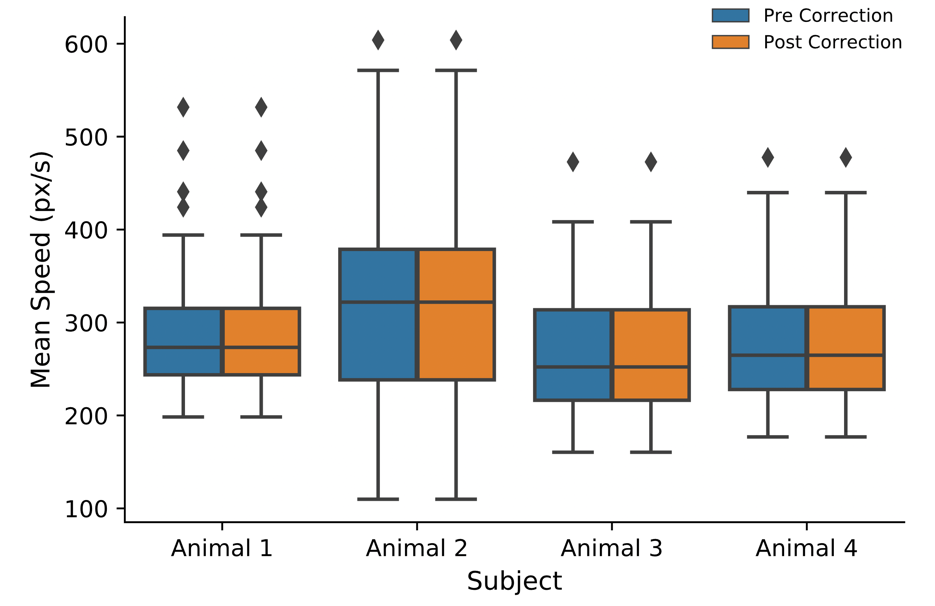 Pre Correction
Post Correction
Mean Speed (px/s)
600
500
400
300
200
100
Animal 1 Animal 2 Animal 3 Animal 4
Subject